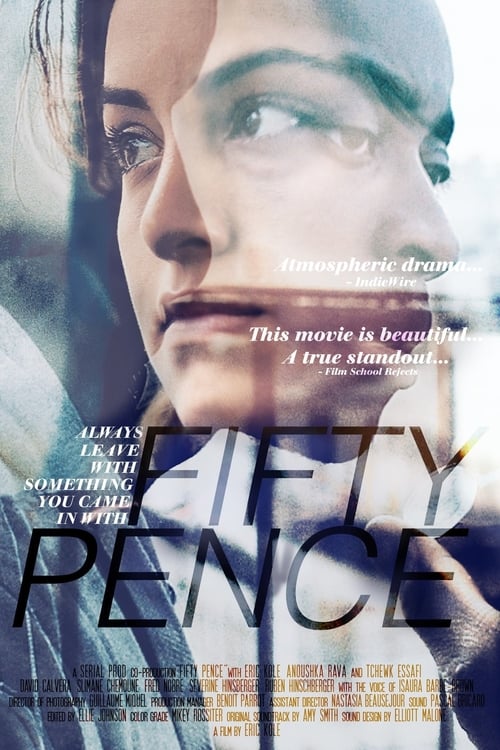 Atmospheric drama...
- IndieWire
This movie is beautiful...
A true standout...
- Film School Rejects
ALWAYS
LEAVE
WITH
SOMETHING
YOU CAME
IN WITH
FIFTY
PENCE
A SERIAL PROD CO-PRODUCTION "FIFTY PENCE" WITH ERIC KOLE ANOUSHKA RAVA AND TCHEWK ESSAFI
DAVID CALVERA SLIMANE CHEMOUNE FRED NOBRE SEVERINE HINSBERGER RUBEN HINSCHBERGER WITH THE VOICE OF ISAURA BARBE-BROWN
DIRECTOR OF PHOTOGRAPHY GUILLAUME MIQUEL PRODUCTION MANAGER BENOIT PARROT ASSISTANT DIRECTOR NASTASIA BEAUSEJOUR SOUND PASCAL BRICARD
EDITED BY ELLIE JOHNSON COLOR GRADE MIKEY ROSSITER ORIGINAL SOUNDTRACK BY AMY SMITH SOUND DESIGN BY ELLIOTT MALONE
A FILM BY ERIC KOLE